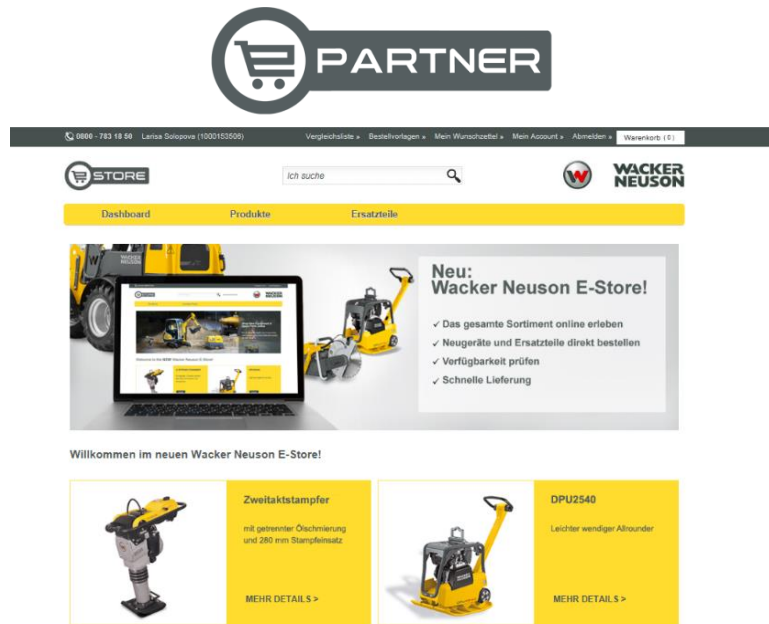 PARTNER
0800 - 783 18 50 Larisa Solopova (1000153506) Vergleichsliste » Bestellvorlagen » Mein Wunschzettel » Mein Account » Abmelden » Warenkorb ( 0 )
STORE
Ich suche
WACKER
NEUSON
Dashboard Produkte Ersatzteile
Neu:
Wacker Neuson E-Store!
✓ Das gesamte Sortiment online erleben
✓ Neugeräte und Ersatzteile direkt bestellen
✓ Verfügbarkeit prüfen
✓ Schnelle Lieferung
Willkommen im neuen Wacker Neuson E-Store!
Zweitaktstampfer
mit getrennter Ölschmierung
und 280 mm Stampfeinsatz
MEHR DETAILS >
DPU2540
Leichter wendiger Allrounder
MEHR DETAILS >